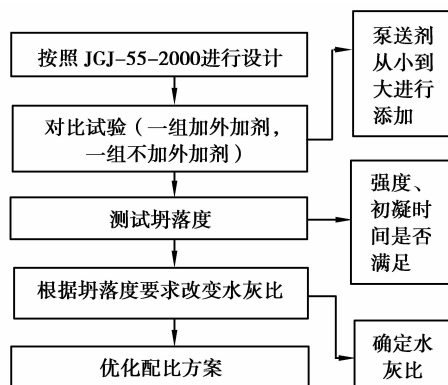 按照 JGJ-55-2000进行设计
对比试验（一组加外加剂，
一组不加外加剂）
测试坍落度
根据坍落度要求改变水灰比
优化配比方案
泵送剂
从小到
大进行
添加
强度、
初凝时
间是否
满足
确定水
灰比